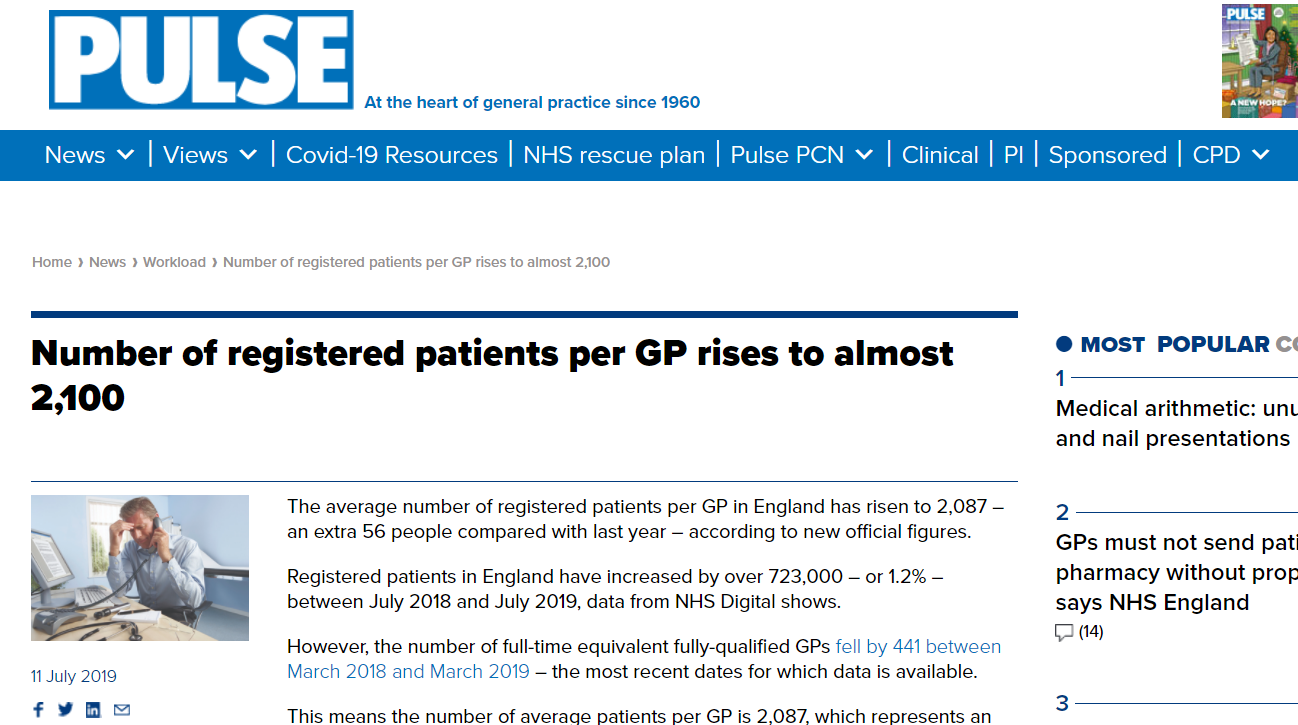 PULSE
At the heart of general practice since 1960
PULSE
A NEW HOPE?
News | Views | Covid-19 Resources | NHS rescue plan | Pulse PCN | Clinical | PI | Sponsored | CPD
Home › News › Workload › Number of registered patients per GP rises to almost 2,100
Number of registered patients per GP rises to almost
2,100
The average number of registered patients per GP in England has risen to 2,087 –
an extra 56 people compared with last year – according to new official figures.
Registered patients in England have increased by over 723,000 – or 1.2% –
between July 2018 and July 2019, data from NHS Digital shows.
However, the number of full-time equivalent fully-qualified GPs fell by 441 between
March 2018 and March 2019 – the most recent dates for which data is available.
This means the number of average patients per GP is 2,087, which represents an
11 July 2019
MOST POPULAR
1
Medical arithmetic:
and nail presentations
2
GPs must not send
pharmacy without
says NHS England
(14)
3